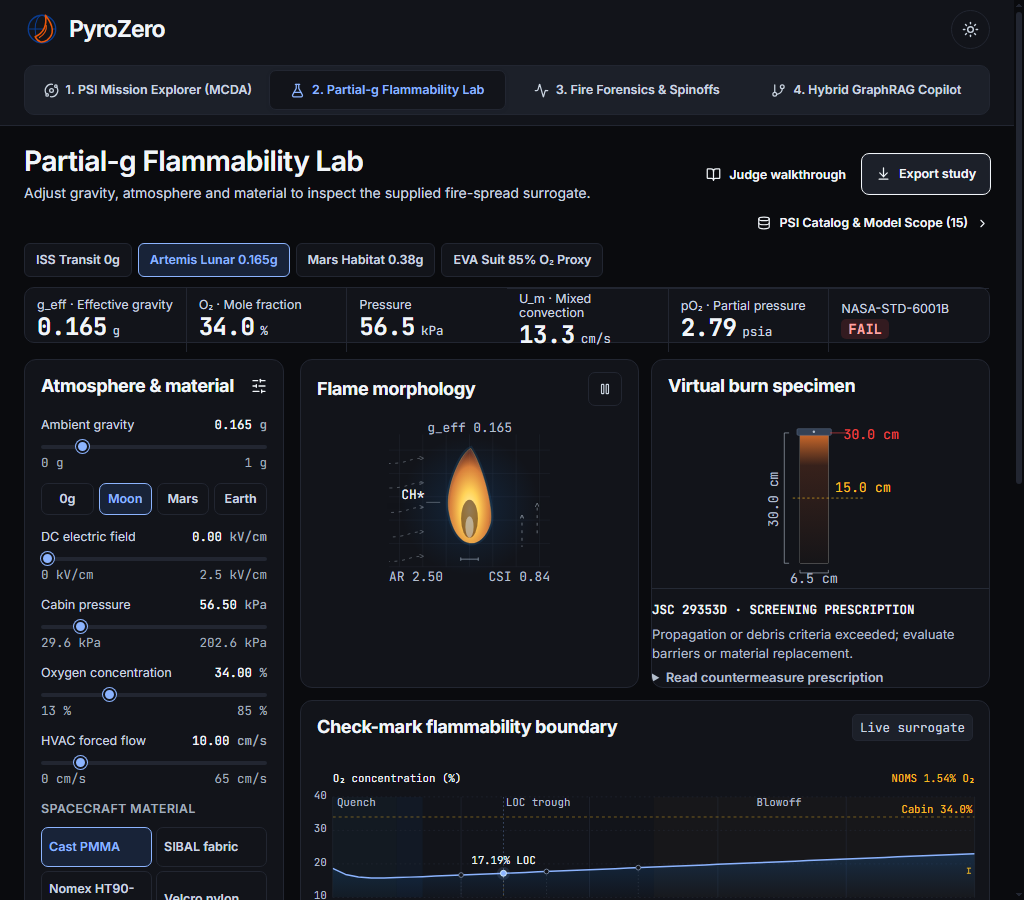 PyroZero
1. PSI Mission Explorer (MCDA)
2. Partial-g Flammability Lab
3. Fire Forensics & Spinoffs
4. Hybrid GraphRAG Copilot
Partial-g Flammability Lab
Adjust gravity, atmosphere and material to inspect the supplied fire-spread surrogate.
Judge walkthrough
Export study
PSI Catalog & Model Scope (15)
ISS Transit 0g
Artemis Lunar 0.165g
Mars Habitat 0.38g
EVA Suit 85% O₂ Proxy
g_eff · Effective gravity
0.165 g
O₂ · Mole fraction
34.0 %
Pressure
56.5 kPa
U_m · Mixed
convection
13.3 cm/s
pO₂ · Partial pressure
2.79 psia
NASA-STD-6001B
FAIL
Atmosphere & material
Ambient gravity 0.165 g
0 g 1 g
0g Moon Mars Earth
DC electric field 0.00 kV/cm
0 kV/cm 2.5 kV/cm
Cabin pressure 56.50 kPa
29.6 kPa 202.6 kPa
Oxygen concentration 34.00 %
13 % 85 %
HVAC forced flow 10.00 cm/s
0 cm/s 65 cm/s
SPACECRAFT MATERIAL
Cast PMMA
SIBAL fabric
Nomex HT90-
Velcro nylon
Flame morphology
g_eff 0.165
CH*
AR 2.50 CSI 0.84
Virtual burn specimen
30.0 cm
15.0 cm
30.0 cm
6.5 cm
JSC 29353D · SCREENING PRESCRIPTION
Propagation or debris criteria exceeded; evaluate
barriers or material replacement.
Read countermeasure prescription
Check-mark flammability boundary
Live surrogate
O₂ concentration (%)
NOMS 1.54% O₂
40
Quench
LOC trough
Blowoff
Cabin 34.0%
30
20
17.19% LOC
10